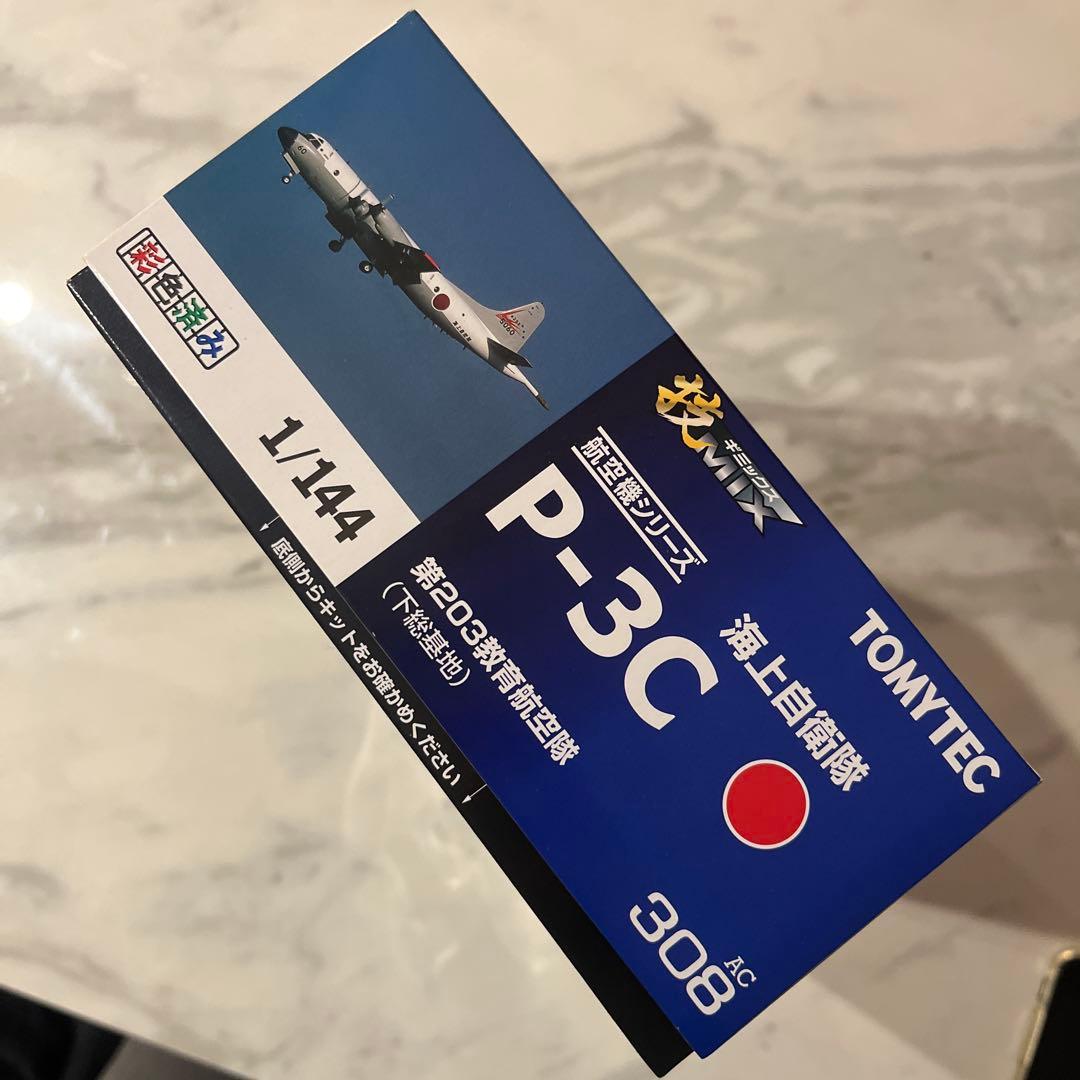 60
5060
彩色済み
1/144
技MIX
ギミックス
航空機シリーズ
P-3C
第203教育航空隊
(下総基地)
TOMYTEC
海上自衛隊
AC
308
↓底側からキットをお確かめください↓